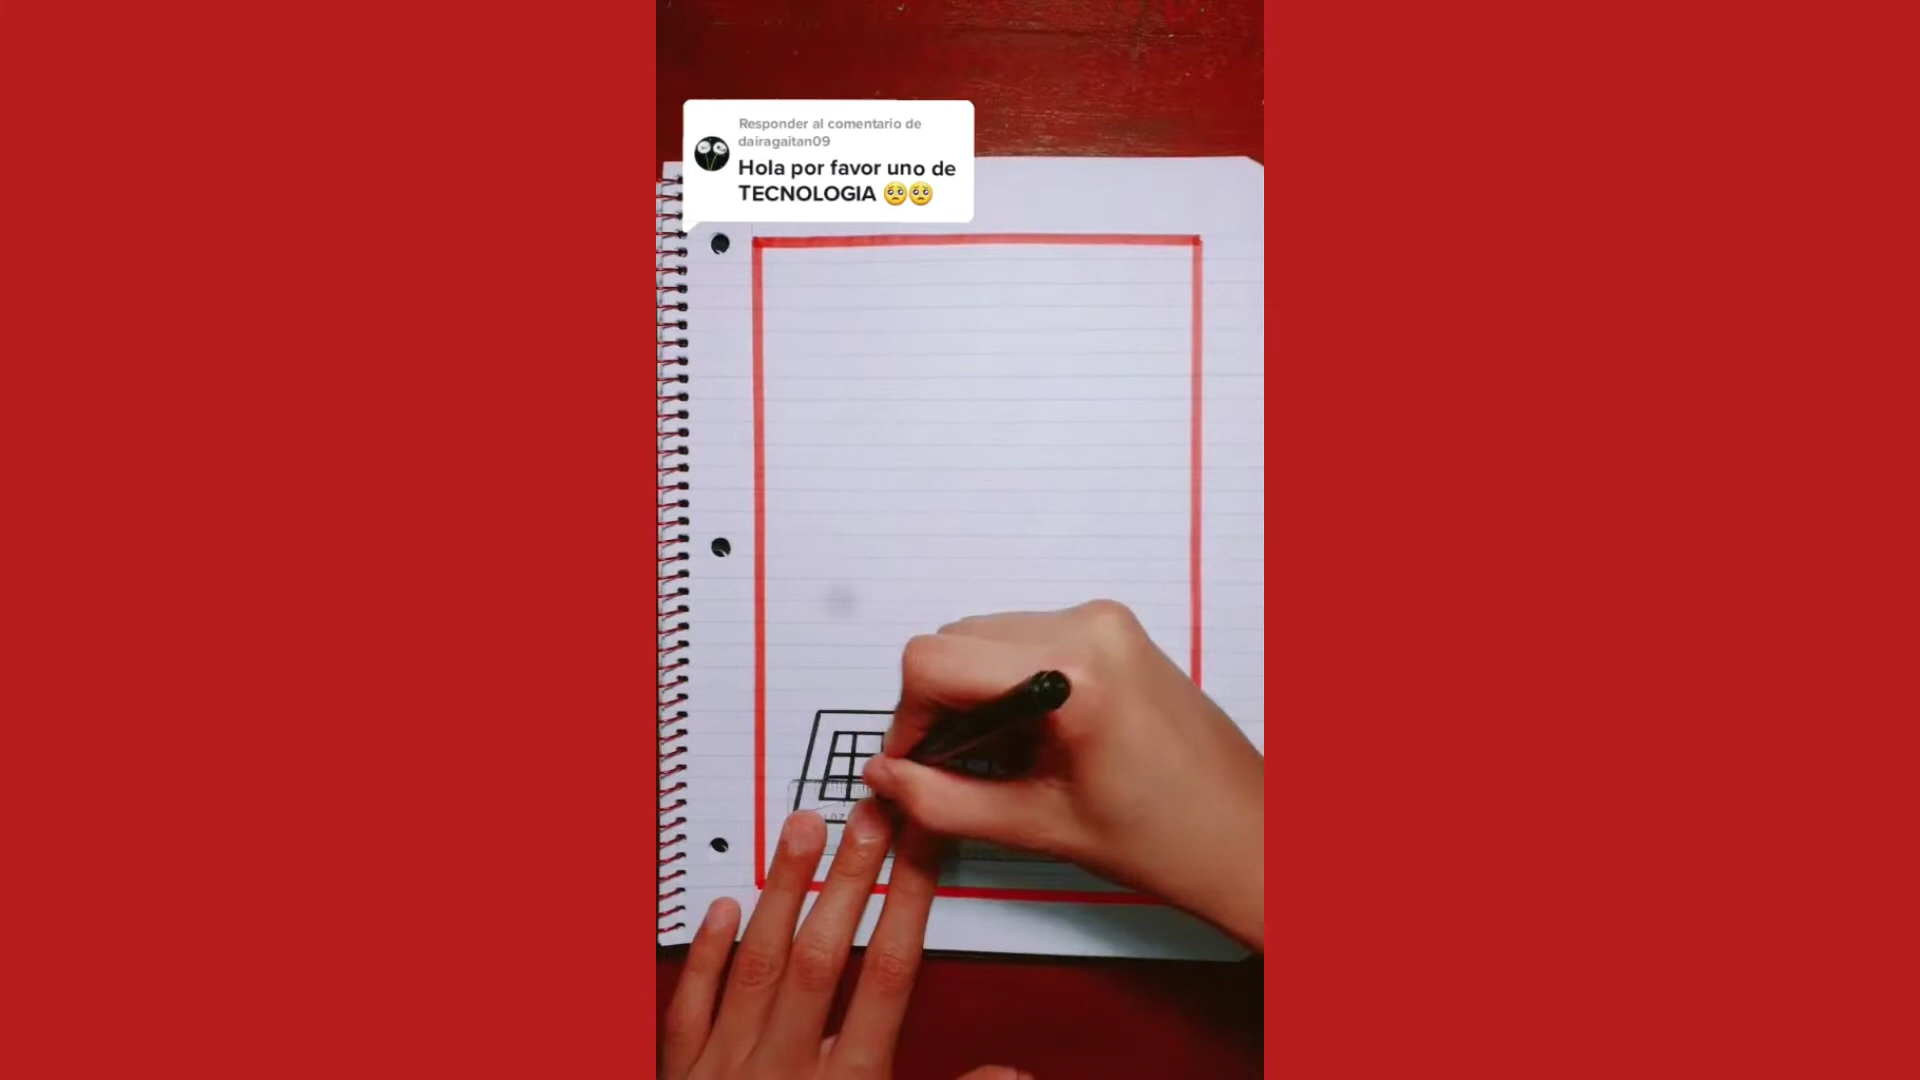 Responder al comentario de
dairagaitan09
Hola por favor uno de
TECNOLOGIA 🥺🥺